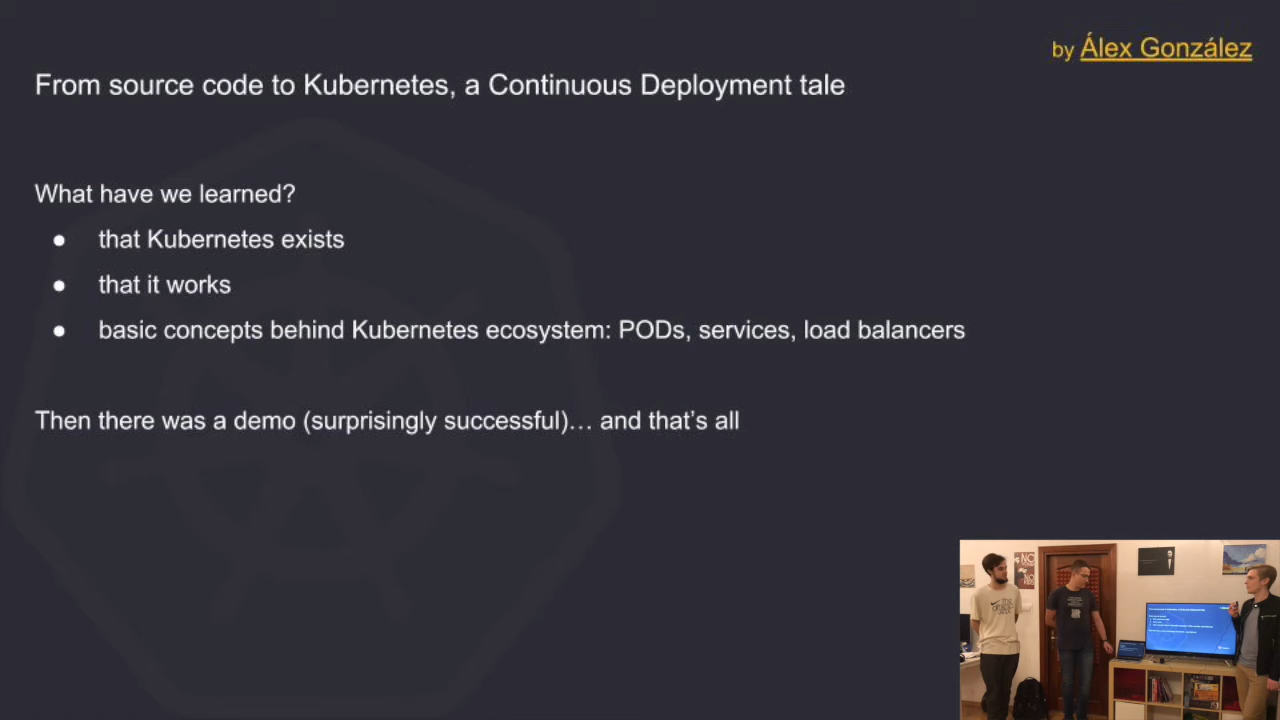 by Álex González
From source code to Kubernetes, a Continuous Deployment tale
What have we learned?
● that Kubernetes exists
● that it works
● basic concepts behind Kubernetes ecosystem: PODs, services, load balancers
Then there was a demo (surprisingly successful)… and that’s all